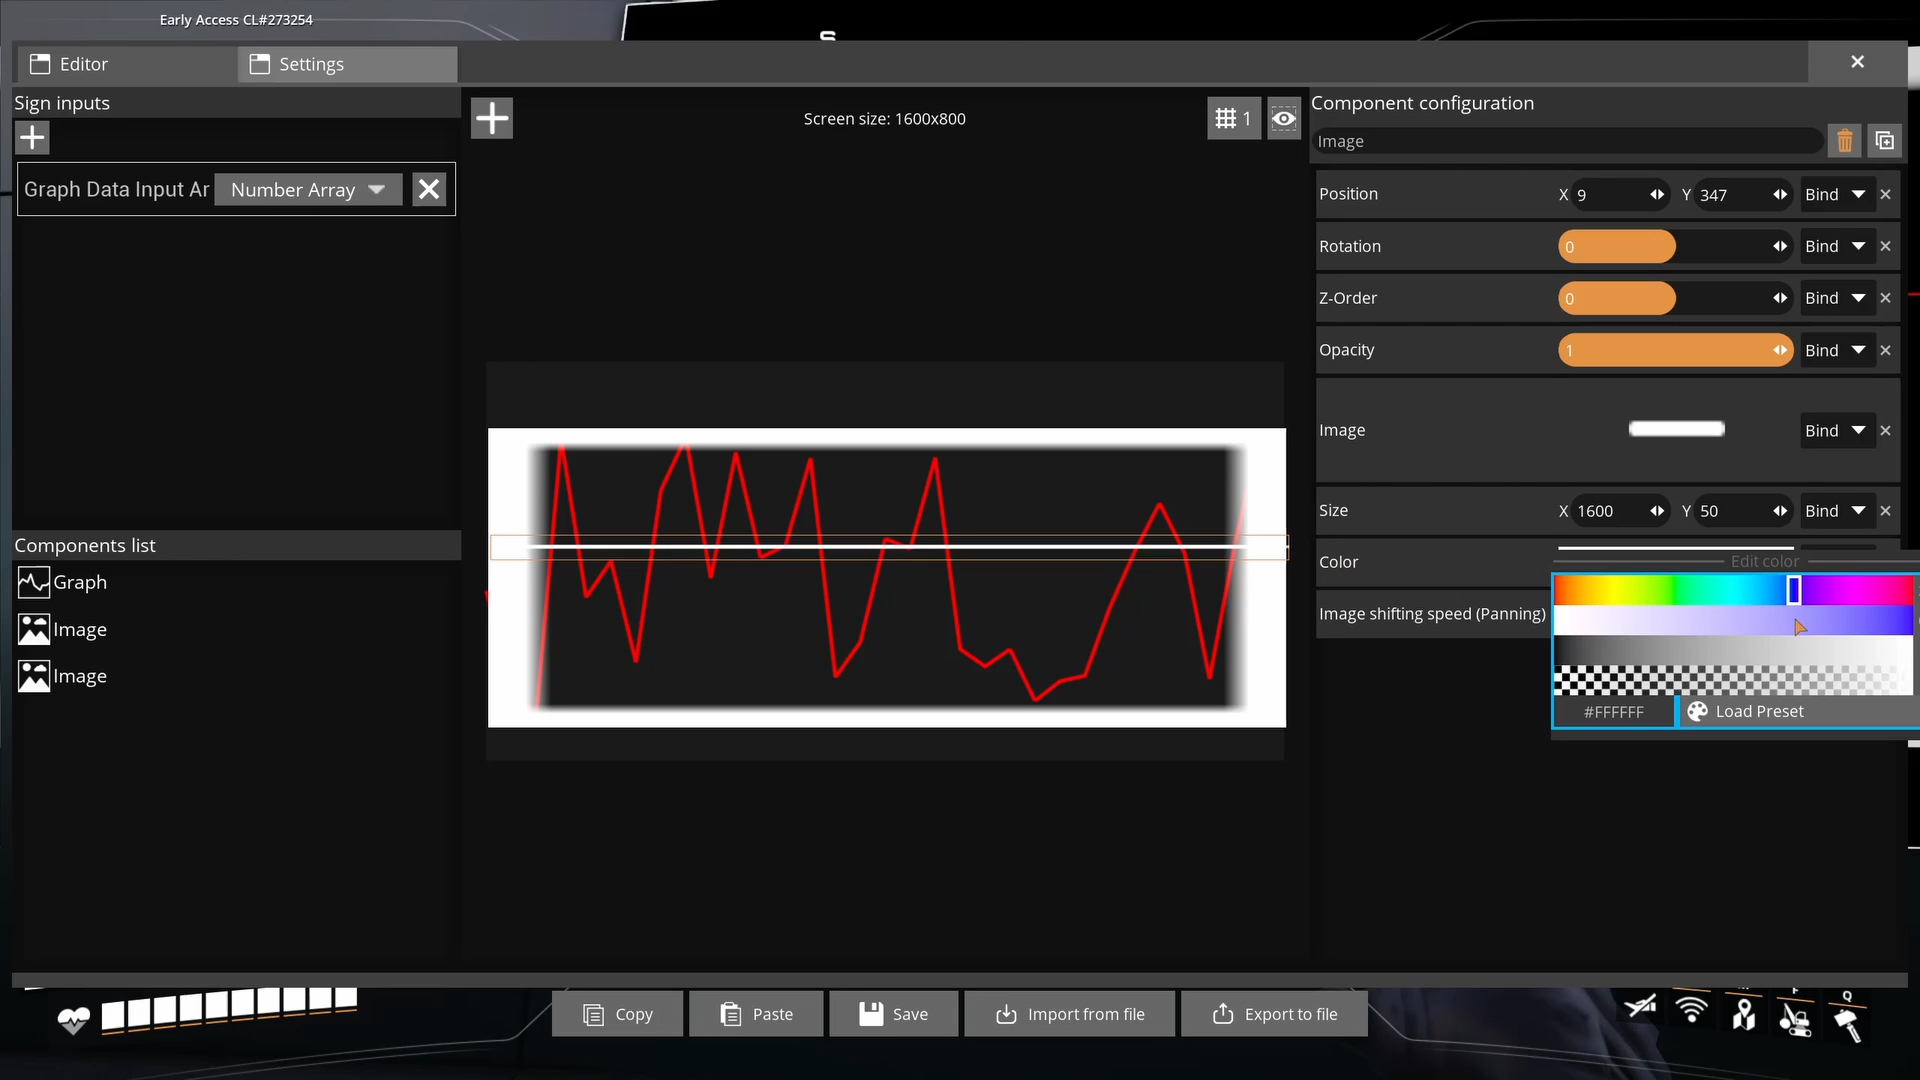 Early Access CL#273254
S
Editor
Settings
Sign inputs
Graph Data Input Ar
Number Array
Components list
Graph
Image
Image
Screen size: 1600x800
1
Component configuration
Image
Position X 9 Y 347 Bind
Rotation 0 Bind
Z-Order 0 Bind
Opacity 1 Bind
Image Bind
Size X 1600 Y 50 Bind
Color
Edit color
Image shifting speed (Panning)
#FFFFFF
Load Preset
Copy
Paste
Save
Import from file
Export to file
Q